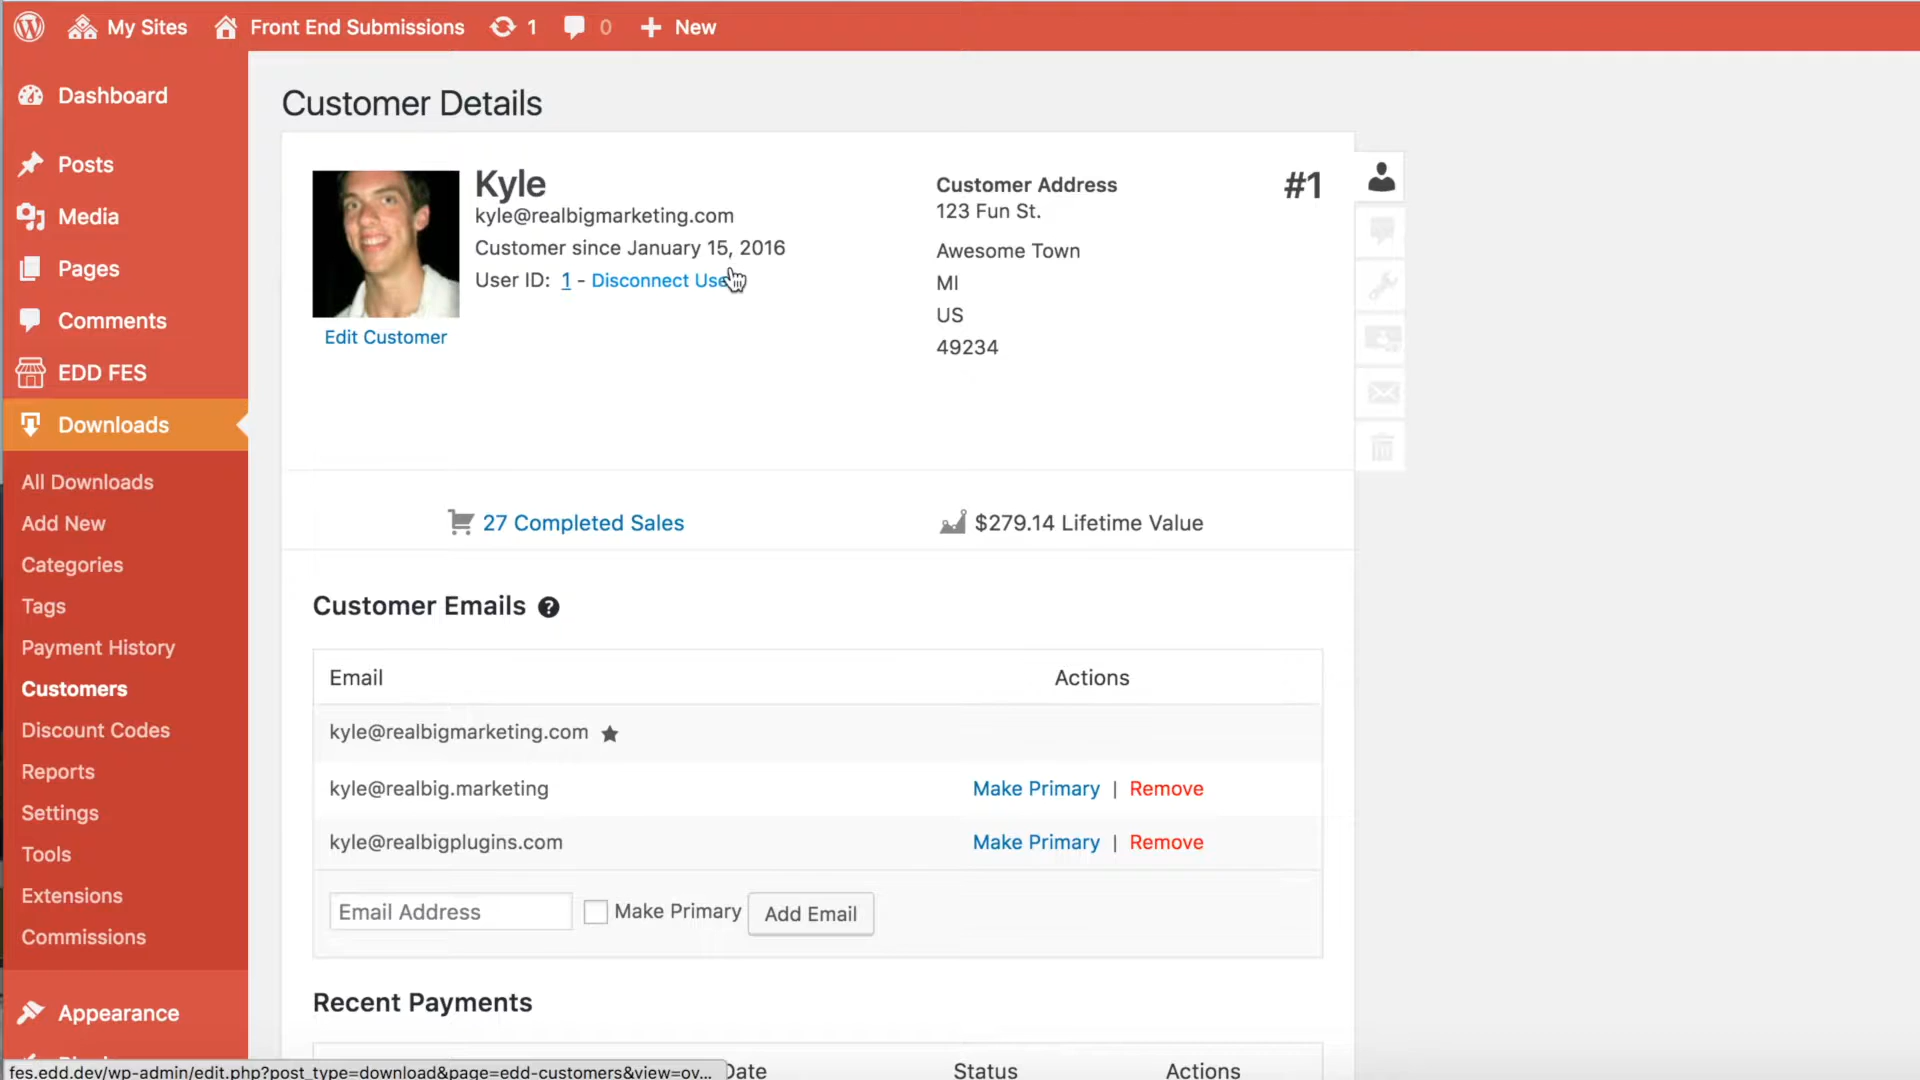 My Sites
Front End Submissions
1
0
New
Dashboard
Posts
Media
Pages
Comments
EDD FES
Downloads
All Downloads
Add New
Categories
Tags
Payment History
Customers
Discount Codes
Reports
Settings
Tools
Extensions
Commissions
Appearance
Customer Details
Kyle
kyle@realbigmarketing.com
Customer since January 15, 2016
User ID: 1 - Disconnect Use
Edit Customer
Customer Address
123 Fun St.
Awesome Town
MI
US
49234
#1
27 Completed Sales
$279.14 Lifetime Value
Customer Emails ?
Email Actions
kyle@realbigmarketing.com
kyle@realbig.marketing Make Primary | Remove
kyle@realbigplugins.com Make Primary | Remove
Email Address Make Primary Add Email
Recent Payments
Date Status Actions
fes.edd.dev/wp-admin/edit.php?post_type=download&page=edd-customers&view=ov...